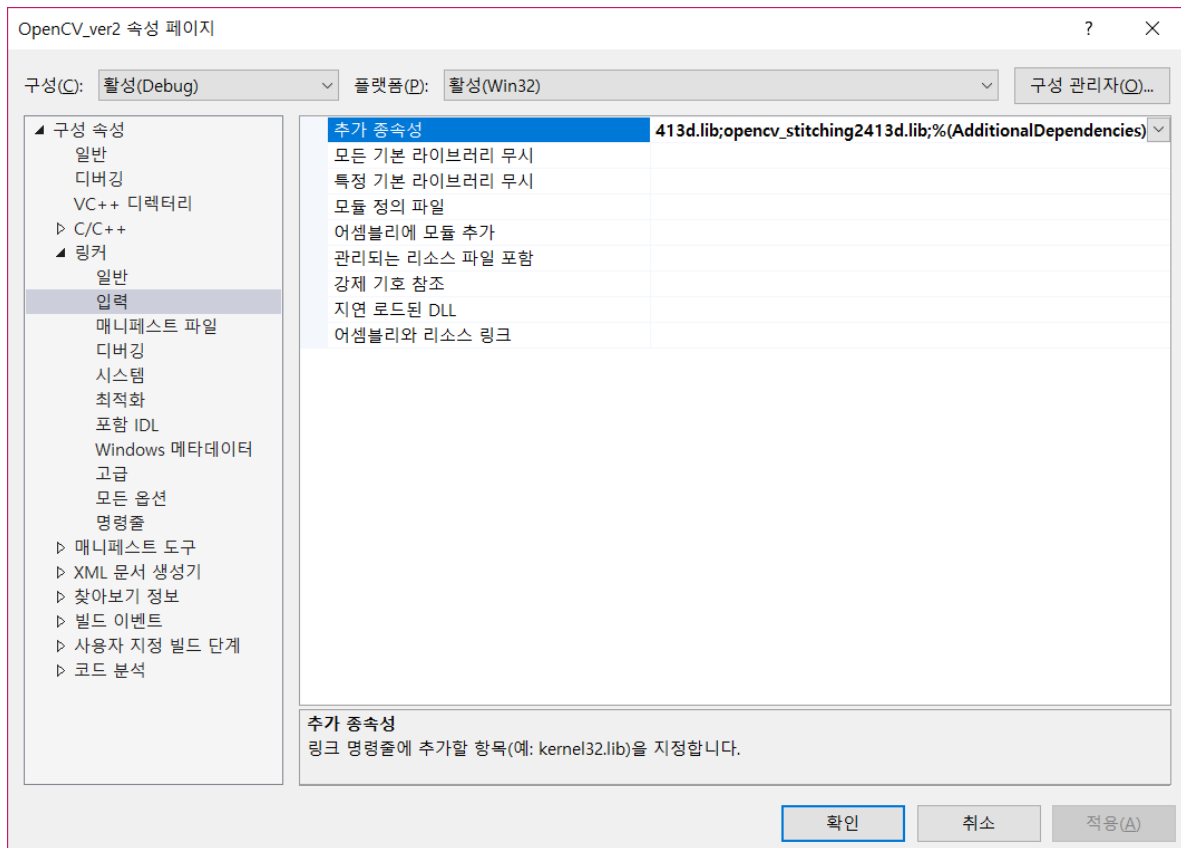 OpenCV_ver2 속성 페이지
구성(C): 활성(Debug) 플랫폼(P): 활성(Win32) 구성 관리자(O)...
구성 속성
일반
디버깅
VC++ 디렉터리
C/C++
링커
일반
입력
매니페스트 파일
디버깅
시스템
최적화
포함 IDL
Windows 메타데이터
고급
모든 옵션
명령줄
매니페스트 도구
XML 문서 생성기
찾아보기 정보
빌드 이벤트
사용자 지정 빌드 단계
코드 분석
추가 종속성 413d.lib;opencv_stitching2413d.lib;%(AdditionalDependencies)
모든 기본 라이브러리 무시
특정 기본 라이브러리 무시
모듈 정의 파일
어셈블리에 모듈 추가
관리되는 리소스 파일 포함
강제 기호 참조
지연 로드된 DLL
어셈블리와 리소스 링크
추가 종속성
링크 명령줄에 추가할 항목(예: kernel32.lib)을 지정합니다.
확인 취소 적용(A)